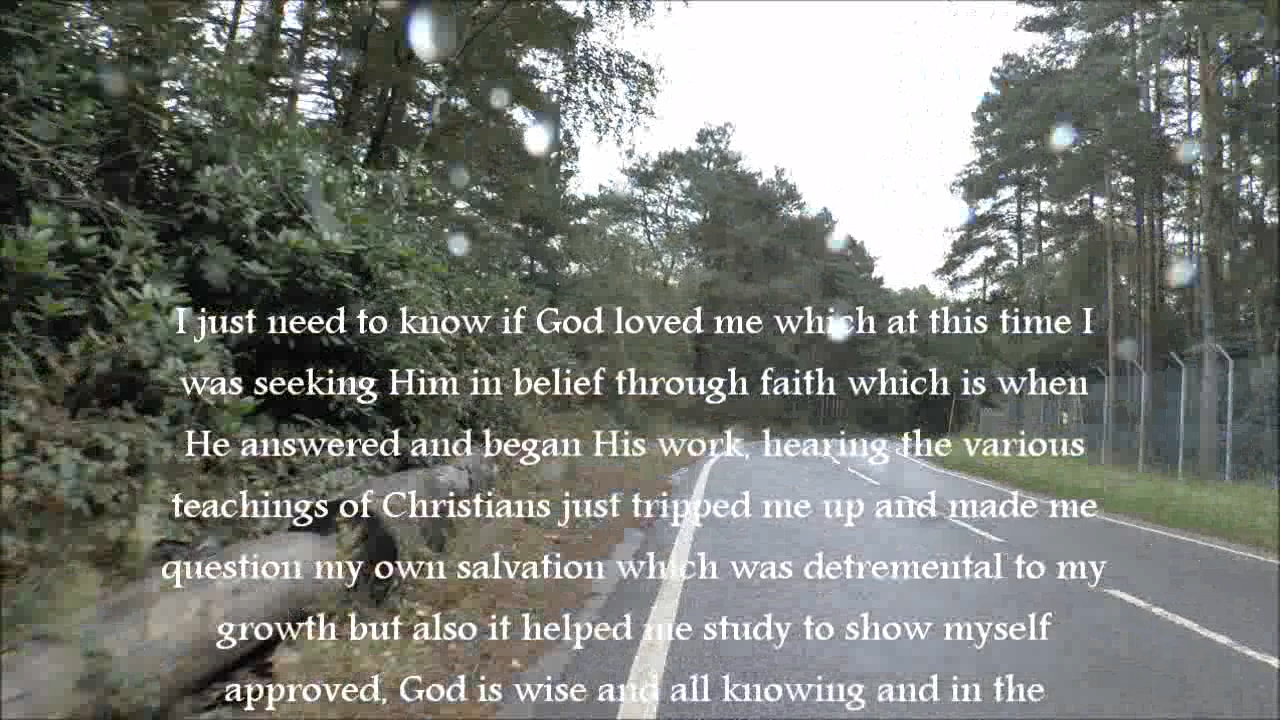 I just need to know if God loved me which at this time I
was seeking Him in belief through faith which is when
He answered and began His work, hearing the various
teachings of Christians just tripped me up and made me
question my own salvation which was detremental to my
growth but also it helped me study to show myself
approved, God is wise and all knowing and in the